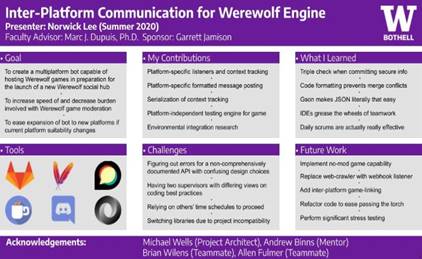 Inter-Platform Communication for Werewolf Engine
Presenter: Norwick Lee (Summer 2020)
Faculty Advisor: Marc J. Dupuis, Ph.D. Sponsor: Garrett Jamison
W
BOTHELL
• Goal
To create a multiplatform bot capable of
hosting Werewolf games in preparation for
the launch of a new Werewolf social hub
To increase speed of and decrease burden
involved with Werewolf game moderation
To ease expansion of bot to new platforms if
current platform suitability changes
• My Contributions
Platform-specific listeners and context tracking
Platform-specific formatted message posting
Serialization of context tracking
Platform-independent testing engine for game
Environmental integration research
• What I Learned
Triple check when committing secure info
Code formatting prevents merge conflicts
Gson makes JSON literally that easy
IDEs grease the wheels of teamwork
Daily scrums are actually really effective
• Tools
• Challenges
Figuring out errors for a non-comprehensively
documented API with confusing design choices
Having two supervisors with differing views on
coding best practices
Relying on others' time schedules to proceed
Switching libraries due to project incompatibility
• Future Work
Implement no-mod game capability
Replace web-crawler with webhook listener
Add inter-platform game-linking
Refactor code to ease passing the torch
Perform significant stress testing
Acknowledgements:
Michael Wells (Project Architect), Andrew Binns (Mentor)
Brian Wilens (Teammate), Allen Fulmer (Teammate)